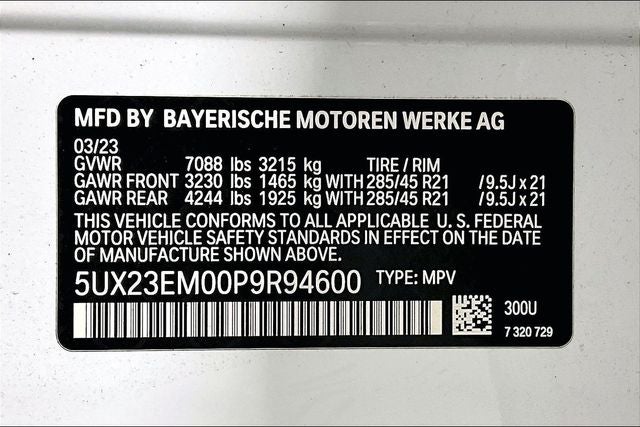 MFD BY BAYERISCHE MOTOREN WERKE AG
03/23
GVWR 7088 lbs 3215 kg TIRE / RIM
GAWR FRONT 3230 lbs 1465 kg WITH 285/45 R21 / 9.5J x 21
GAWR REAR 4244 lbs 1925 kg WITH 285/45 R21 / 9.5J x 21
THIS VEHICLE CONFORMS TO ALL APPLICABLE U. S. FEDERAL
MOTOR VEHICLE SAFETY STANDARDS IN EFFECT ON THE DATE
OF MANUFACTURE SHOWN ABOVE.
5UX23EM00P9R94600 TYPE: MPV
300U
7 320 729